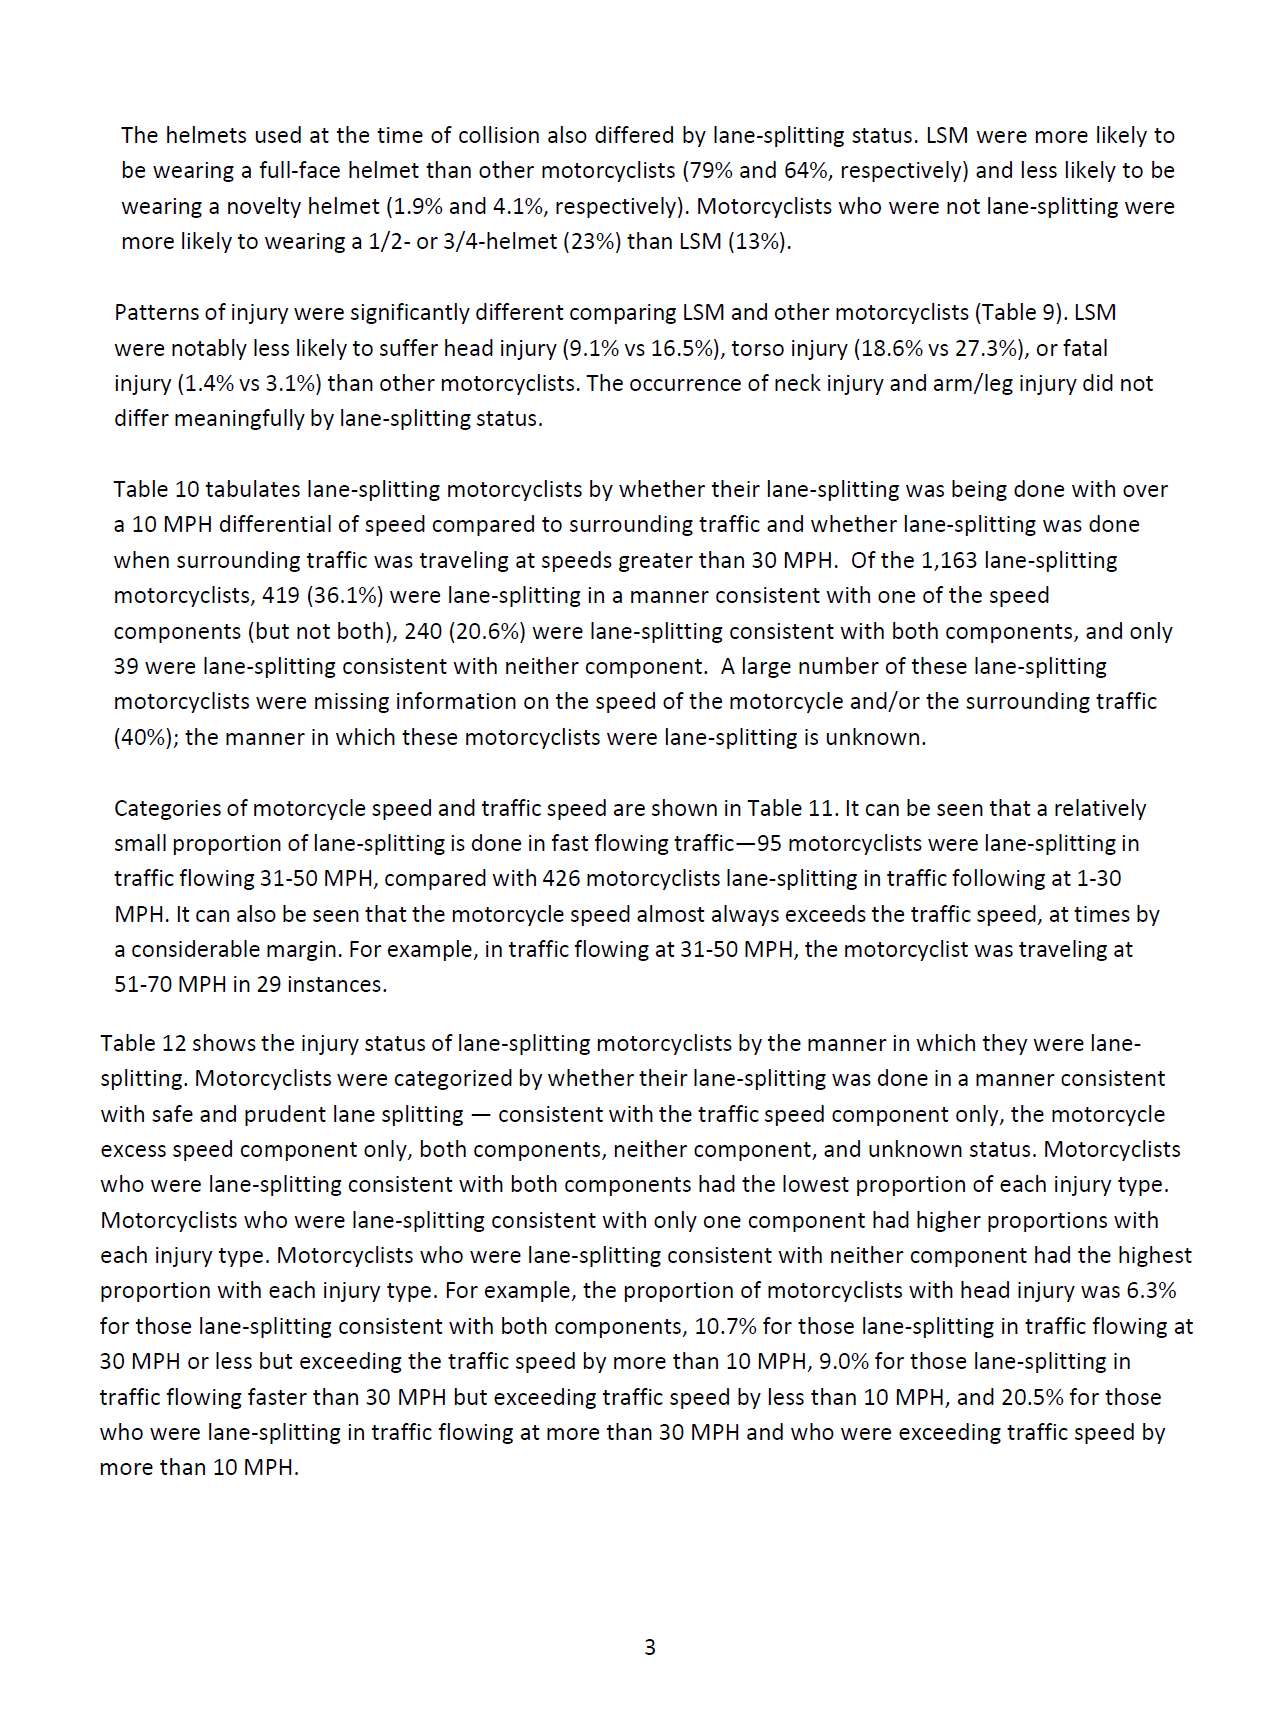 The helmets used at the time of collision also differed by lane-splitting status. LSM were more likely to
be wearing a full-face helmet than other motorcyclists (79% and 64%, respectively) and less likely to be
wearing a novelty helmet (1.9% and 4.1%, respectively). Motorcyclists who were not lane-splitting were
more likely to wearing a 1/2- or 3/4-helmet (23%) than LSM (13%).
Patterns of injury were significantly different comparing LSM and other motorcyclists (Table 9). LSM
were notably less likely to suffer head injury (9.1% vs 16.5%), torso injury (18.6% vs 27.3%), or fatal
injury (1.4% vs 3.1%) than other motorcyclists. The occurrence of neck injury and arm/leg injury did not
differ meaningfully by lane-splitting status.
Table 10 tabulates lane-splitting motorcyclists by whether their lane-splitting was being done with over
a 10 MPH differential of speed compared to surrounding traffic and whether lane-splitting was done
when surrounding traffic was traveling at speeds greater than 30 MPH.  Of the 1,163 lane-splitting
motorcyclists, 419 (36.1%) were lane-splitting in a manner consistent with one of the speed
components (but not both), 240 (20.6%) were lane-splitting consistent with both components, and only
39 were lane-splitting consistent with neither component.  A large number of these lane-splitting
motorcyclists were missing information on the speed of the motorcycle and/or the surrounding traffic
(40%); the manner in which these motorcyclists were lane-splitting is unknown.
Categories of motorcycle speed and traffic speed are shown in Table 11. It can be seen that a relatively
small proportion of lane-splitting is done in fast flowing traffic—95 motorcyclists were lane-splitting in
traffic flowing 31-50 MPH, compared with 426 motorcyclists lane-splitting in traffic following at 1-30
MPH. It can also be seen that the motorcycle speed almost always exceeds the traffic speed, at times by
a considerable margin. For example, in traffic flowing at 31-50 MPH, the motorcyclist was traveling at
51-70 MPH in 29 instances.
Table 12 shows the injury status of lane-splitting motorcyclists by the manner in which they were lane-
splitting. Motorcyclists were categorized by whether their lane-splitting was done in a manner consistent
with safe and prudent lane splitting — consistent with the traffic speed component only, the motorcycle
excess speed component only, both components, neither component, and unknown status. Motorcyclists
who were lane-splitting consistent with both components had the lowest proportion of each injury type.
Motorcyclists who were lane-splitting consistent with only one component had higher proportions with
each injury type. Motorcyclists who were lane-splitting consistent with neither component had the highest
proportion with each injury type. For example, the proportion of motorcyclists with head injury was 6.3%
for those lane-splitting consistent with both components, 10.7% for those lane-splitting in traffic flowing at
30 MPH or less but exceeding the traffic speed by more than 10 MPH, 9.0% for those lane-splitting in
traffic flowing faster than 30 MPH but exceeding traffic speed by less than 10 MPH, and 20.5% for those
who were lane-splitting in traffic flowing at more than 30 MPH and who were exceeding traffic speed by
more than 10 MPH.
3